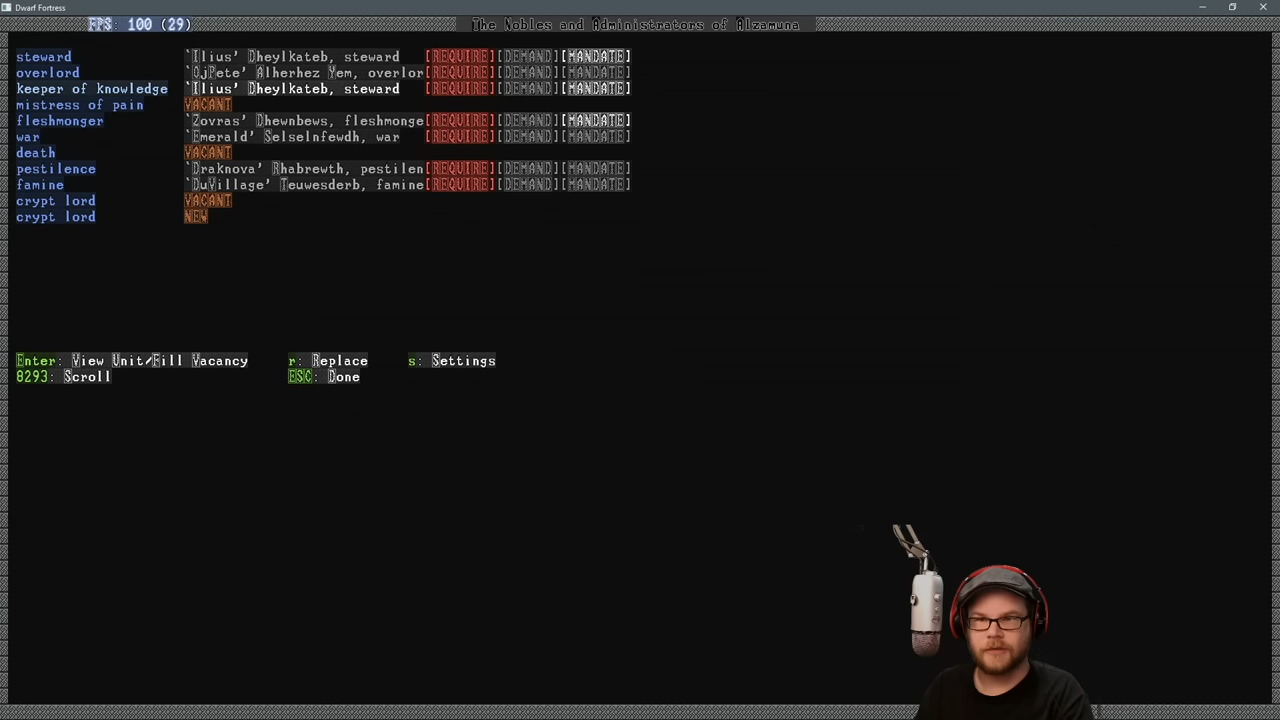 Dwarf Fortress
FPS: 100 (29)
The Nobles and Administrators of Alzamuna
steward `Ilius' Dheylkateb, steward [REQUIRE][DEMAND][MANDATE]
overlord `OjPete' Alherhez Yem, overlor[REQUIRE][DEMAND][MANDATE]
keeper of knowledge `Ilius' Dheylkateb, steward [REQUIRE][DEMAND][MANDATE]
mistress of pain VACANT
fleshmonger `Zovras' Dhewnbews, fleshmonge[REQUIRE][DEMAND][MANDATE]
war `Emerald' Selselnfewdh, war [REQUIRE][DEMAND][MANDATE]
death VACANT
pestilence `Draknova' Rhabrewth, pestilen[REQUIRE][DEMAND][MANDATE]
famine `DuVillage' Teuwesderb, famine[REQUIRE][DEMAND][MANDATE]
crypt lord VACANT
crypt lord NEW
Enter: View Unit/Fill Vacancy r: Replace s: Settings
8293: Scroll ESC: Done